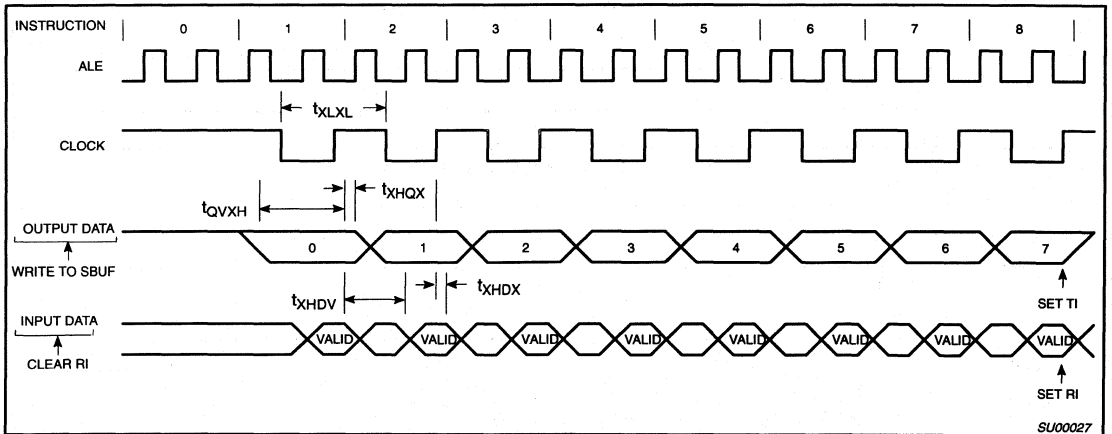 INSTRUCTION 0 1 2 3 4 5 6 7 8
ALE
tXLXL
CLOCK
tXHQX
tQVXH
OUTPUT DATA
0 1 2 3 4 5 6 7
WRITE TO SBUF
tXHDV
tXHDX
SET TI
INPUT DATA
VALID VALID VALID VALID VALID VALID VALID VALID
CLEAR RI
SET RI
SU00027